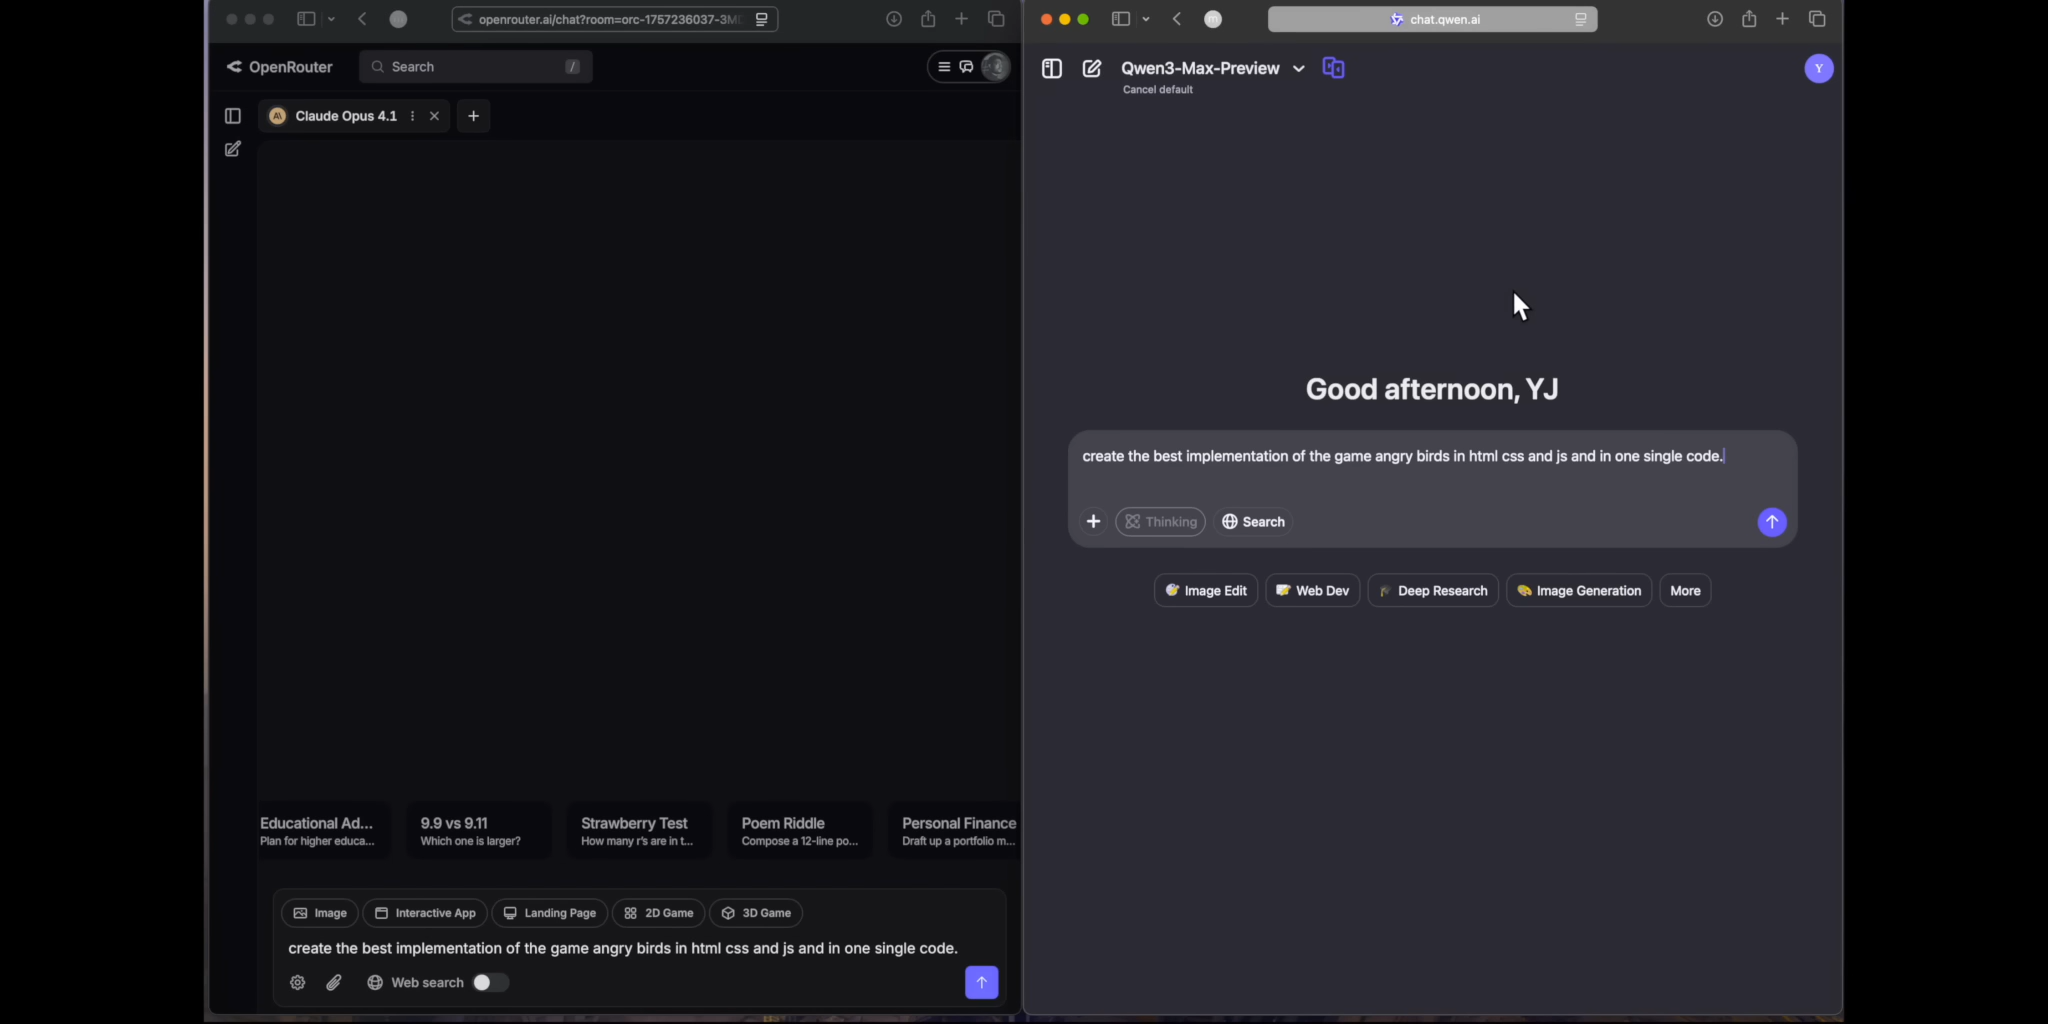 openrouter.ai/chat?room=orc-1757236037-3M
OpenRouter
Search
/
Claude Opus 4.1
Educational Ad...
Plan for higher educa...
9.9 vs 9.11
Which one is larger?
Strawberry Test
How many r's are in t...
Poem Riddle
Compose a 12-line po...
Personal Finance
Draft up a portfolio m...
Image
Interactive App
Landing Page
2D Game
3D Game
create the best implementation of the game angry birds in html css and js and in one single code.
Web search
chat.qwen.ai
Qwen3-Max-Preview
Cancel default
Y
Good afternoon, YJ
create the best implementation of the game angry birds in html css and js and in one single code.
Thinking
Search
Image Edit
Web Dev
Deep Research
Image Generation
More